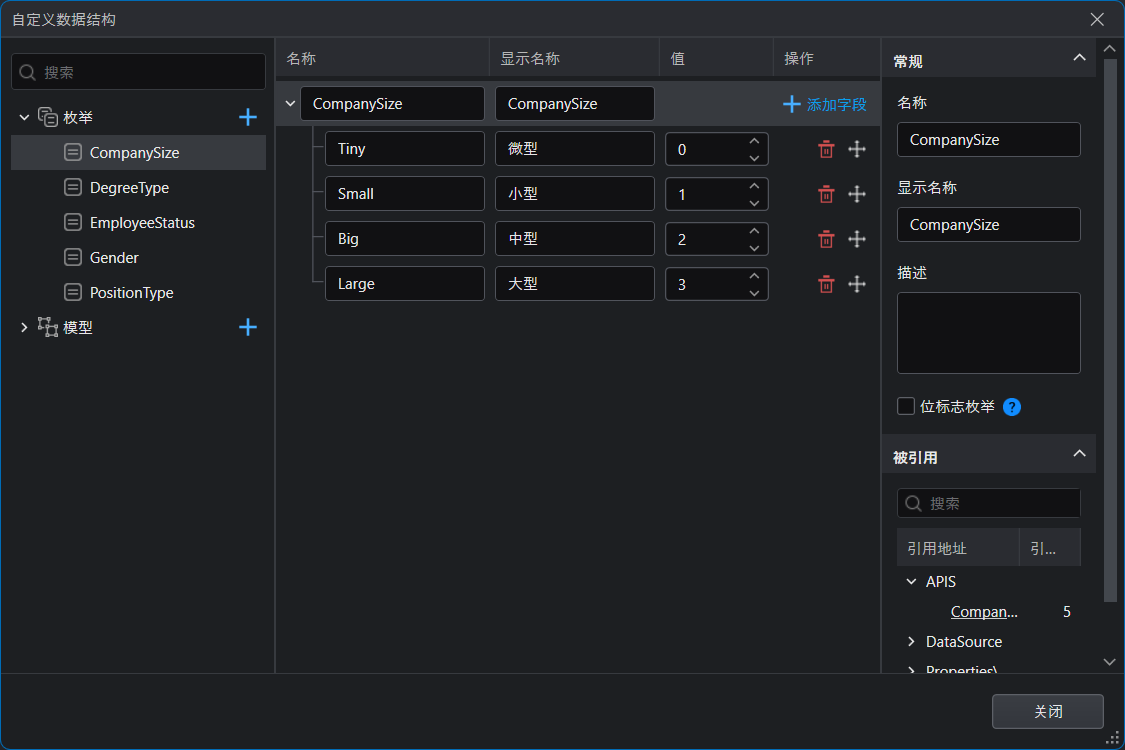 自定义数据结构
搜索
枚举
CompanySize
DegreeType
EmployeeStatus
Gender
PositionType
模型
名称 显示名称 值 操作
CompanySize CompanySize 添加字段
Tiny 微型 0
Small 小型 1
Big 中型 2
Large 大型 3
常规
名称
CompanySize
显示名称
CompanySize
描述
位标志枚举 ?
被引用
搜索
引用地址 引...
APIS
Compan... 5
DataSource
Properties\
关闭